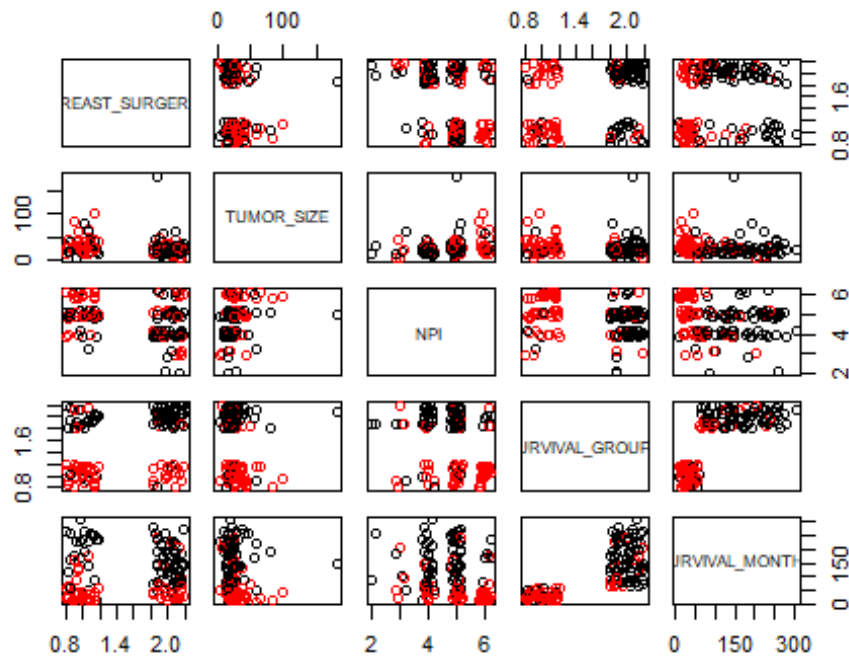 0 100
0.8 1.4 2.0
REAST_SURGER
0.8 1.6
0 100
TUMOR_SIZE
NPI
2 4 6
0.8 1.6
URVIVAL_GROUP
URVIVAL_MONTH
0 150
0.8 1.4 2.0
2 4 6
0 150 300